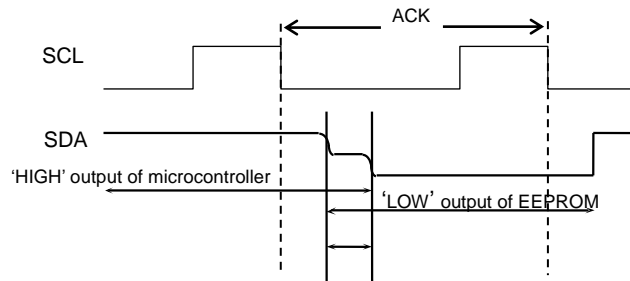 ACK
SCL
SDA
‘HIGH’ output of microcontroller
‘LOW’ output of EEPROM